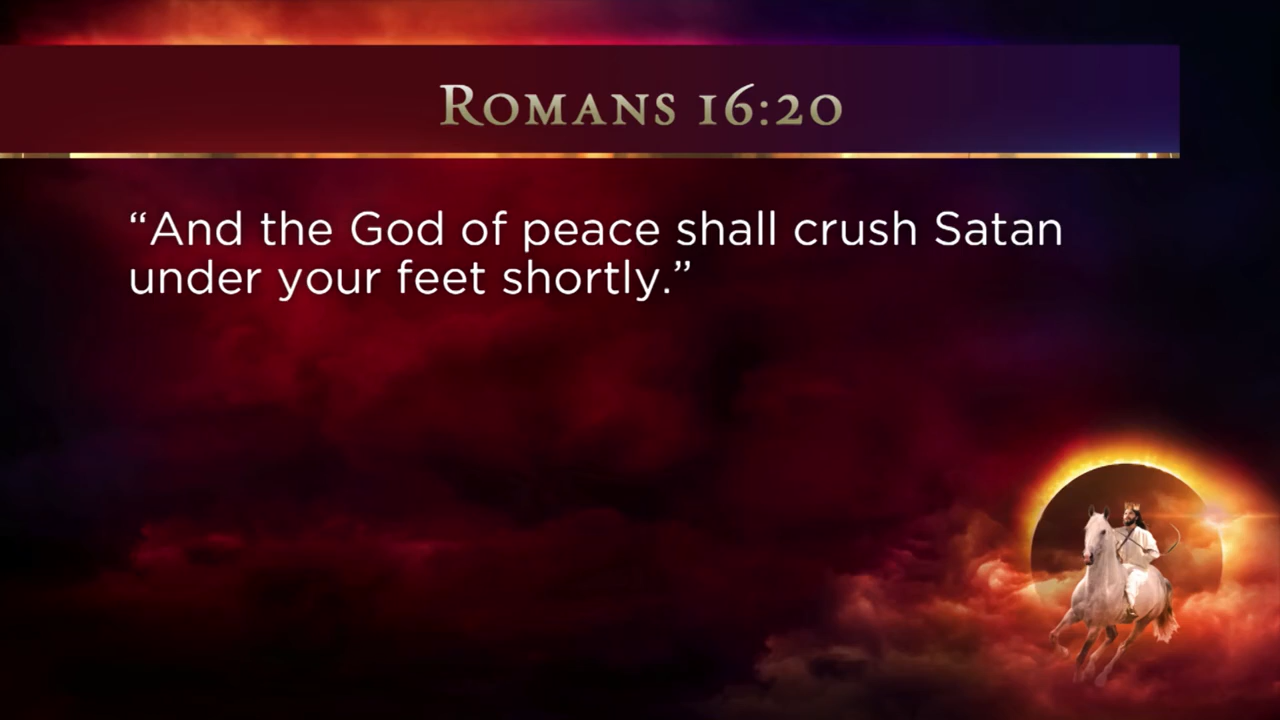 Romans 16:20
“And the God of peace shall crush Satan
under your feet shortly.”